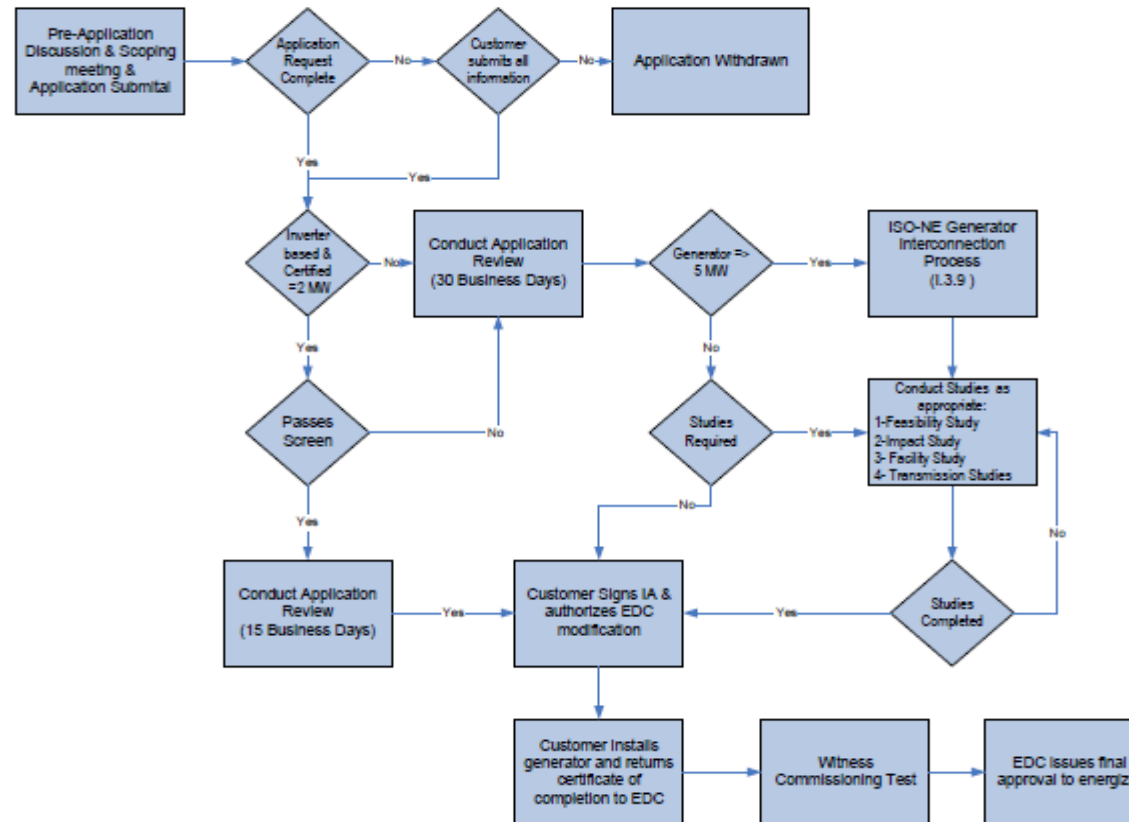 Pre-Application
Discussion & Scoping
meeting &
Application Submital
Application
Request
Complete
No
Customer
submits all
information
No
Application Withdrawn
Yes
Yes
Inverter
based &
Certified
=2 MW
No
Conduct Application
Review
(30 Business Days)
Generator =>
5 MW
Yes
ISO-NE Generator
Interconnection
Process
(I.3.9 )
Yes
No
No
Passes
Screen
No
Studies
Required
Yes
Conduct Studies as
appropriate:
1-Feasibility Study
2-Impact Study
3- Facility Study
4- Transmission Studies
Yes
No
No
Conduct Application
Review
(15 Business Days)
Yes
Customer Signs IA &
authorizes EDC
modification
Yes
Studies
Completed
Customer Installs
generator and returns
certificate of
completion to EDC
Witness
Commissioning Test
EDC issues final
approval to energiz